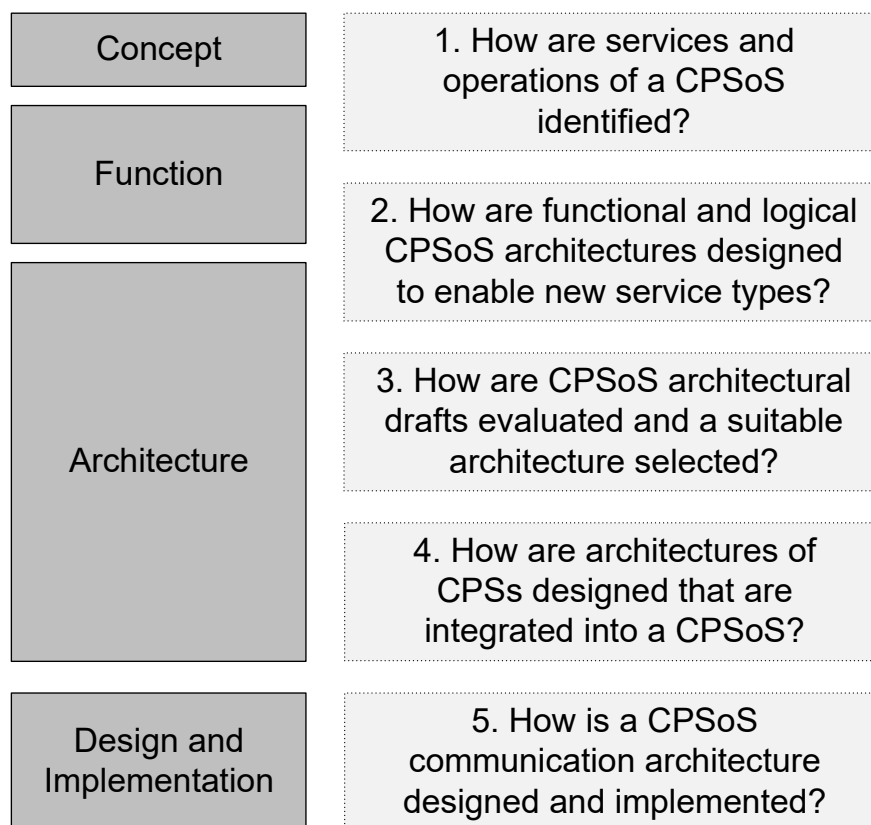 Concept
Function
Architecture
Design and
Implementation
1. How are services and
operations of a CPSoS
identified?
2. How are functional and logical
CPSoS architectures designed
to enable new service types?
3. How are CPSoS architectural
drafts evaluated and a suitable
architecture selected?
4. How are architectures of
CPSs designed that are
integrated into a CPSoS?
5. How is a CPSoS
communication architecture
designed and implemented?